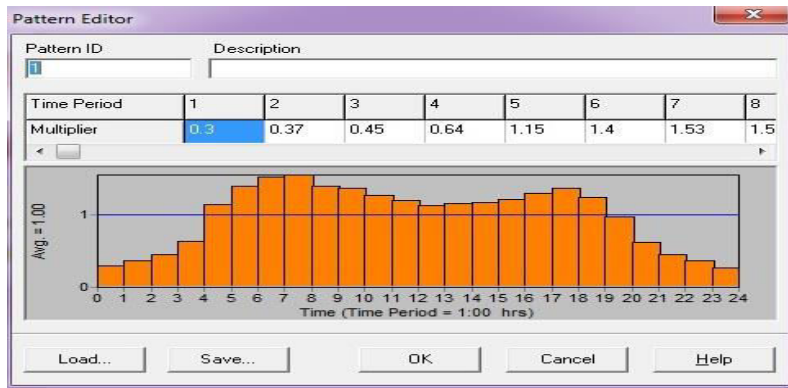 Pattern Editor
Pattern ID Description
1
Time Period 1 2 3 4 5 6 7 8
Multiplier 0.3 0.37 0.45 0.64 1.15 1.4 1.53 1.5
Avg. = 1.00
1
0
0 1 2 3 4 5 6 7 8 9 10 11 12 13 14 15 16 17 18 19 20 21 22 23 24
Time (Time Period = 1:00 hrs)
Load... Save... OK Cancel Help